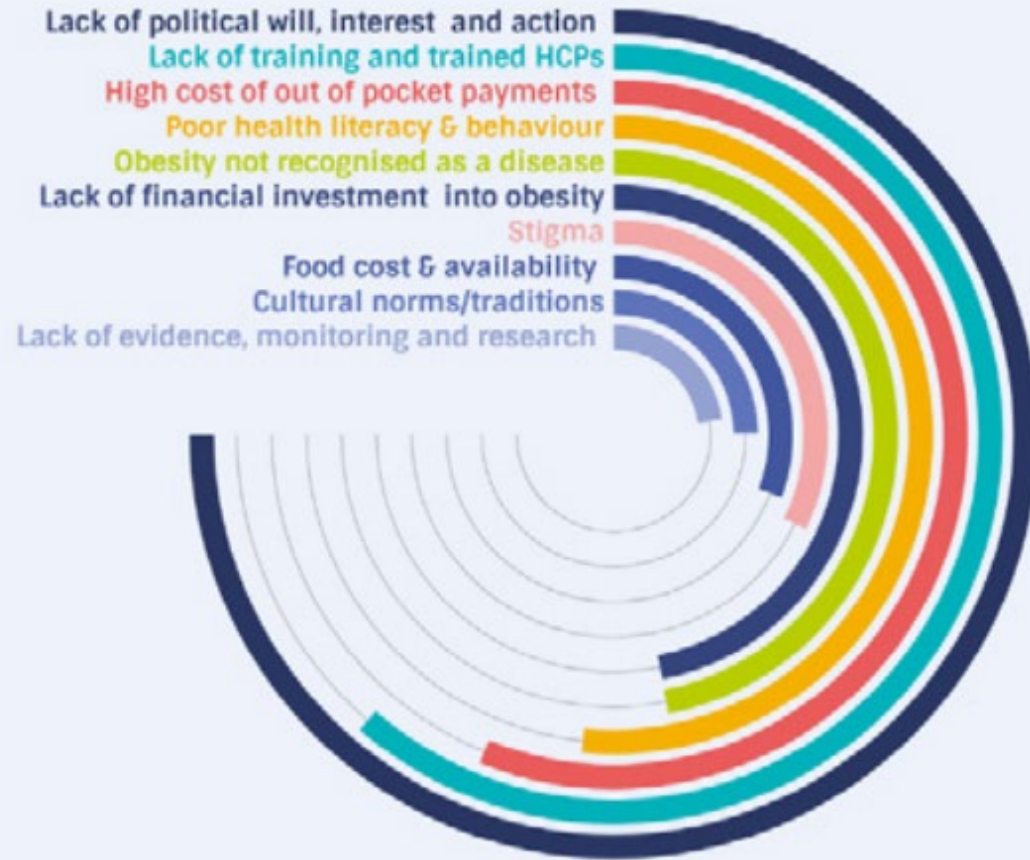 Lack of political will, interest and action
Lack of training and trained HCPs
High cost of out of pocket payments
Poor health literacy & behaviour
Obesity not recognised as a disease
Lack of financial investment into obesity
Stigma
Food cost & availability
Cultural norms/traditions
Lack of evidence, monitoring and research